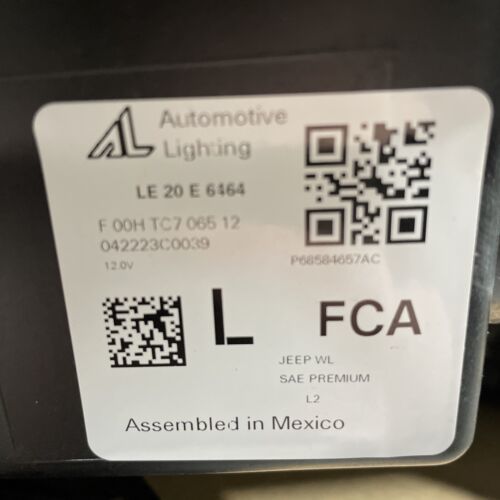 AL Automotive
Lighting
LE 20 E 6464
F 00H TC7 065 12
042223C0039
12.0V
P68584657AC
L FCA
JEEP WL
SAE PREMIUM
L2
Assembled in Mexico